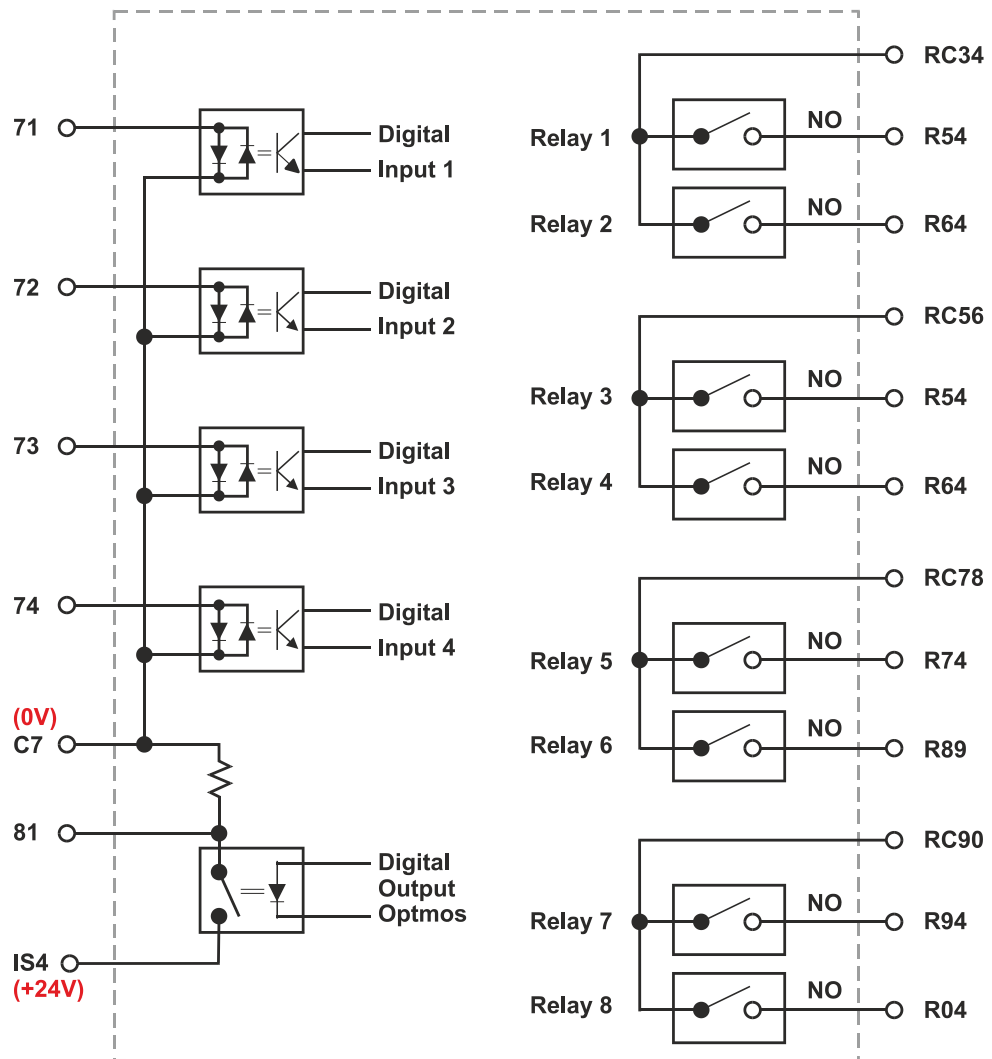 71
Digital
Input 1
72
Digital
Input 2
73
Digital
Input 3
74
Digital
Input 4
(0V)
C7
81
Digital
Output
Optmos
IS4
(+24V)
RC34
Relay 1
NO
R54
Relay 2
NO
R64
RC56
Relay 3
NO
R54
Relay 4
NO
R64
RC78
Relay 5
NO
R74
Relay 6
NO
R89
RC90
Relay 7
NO
R94
Relay 8
NO
R04